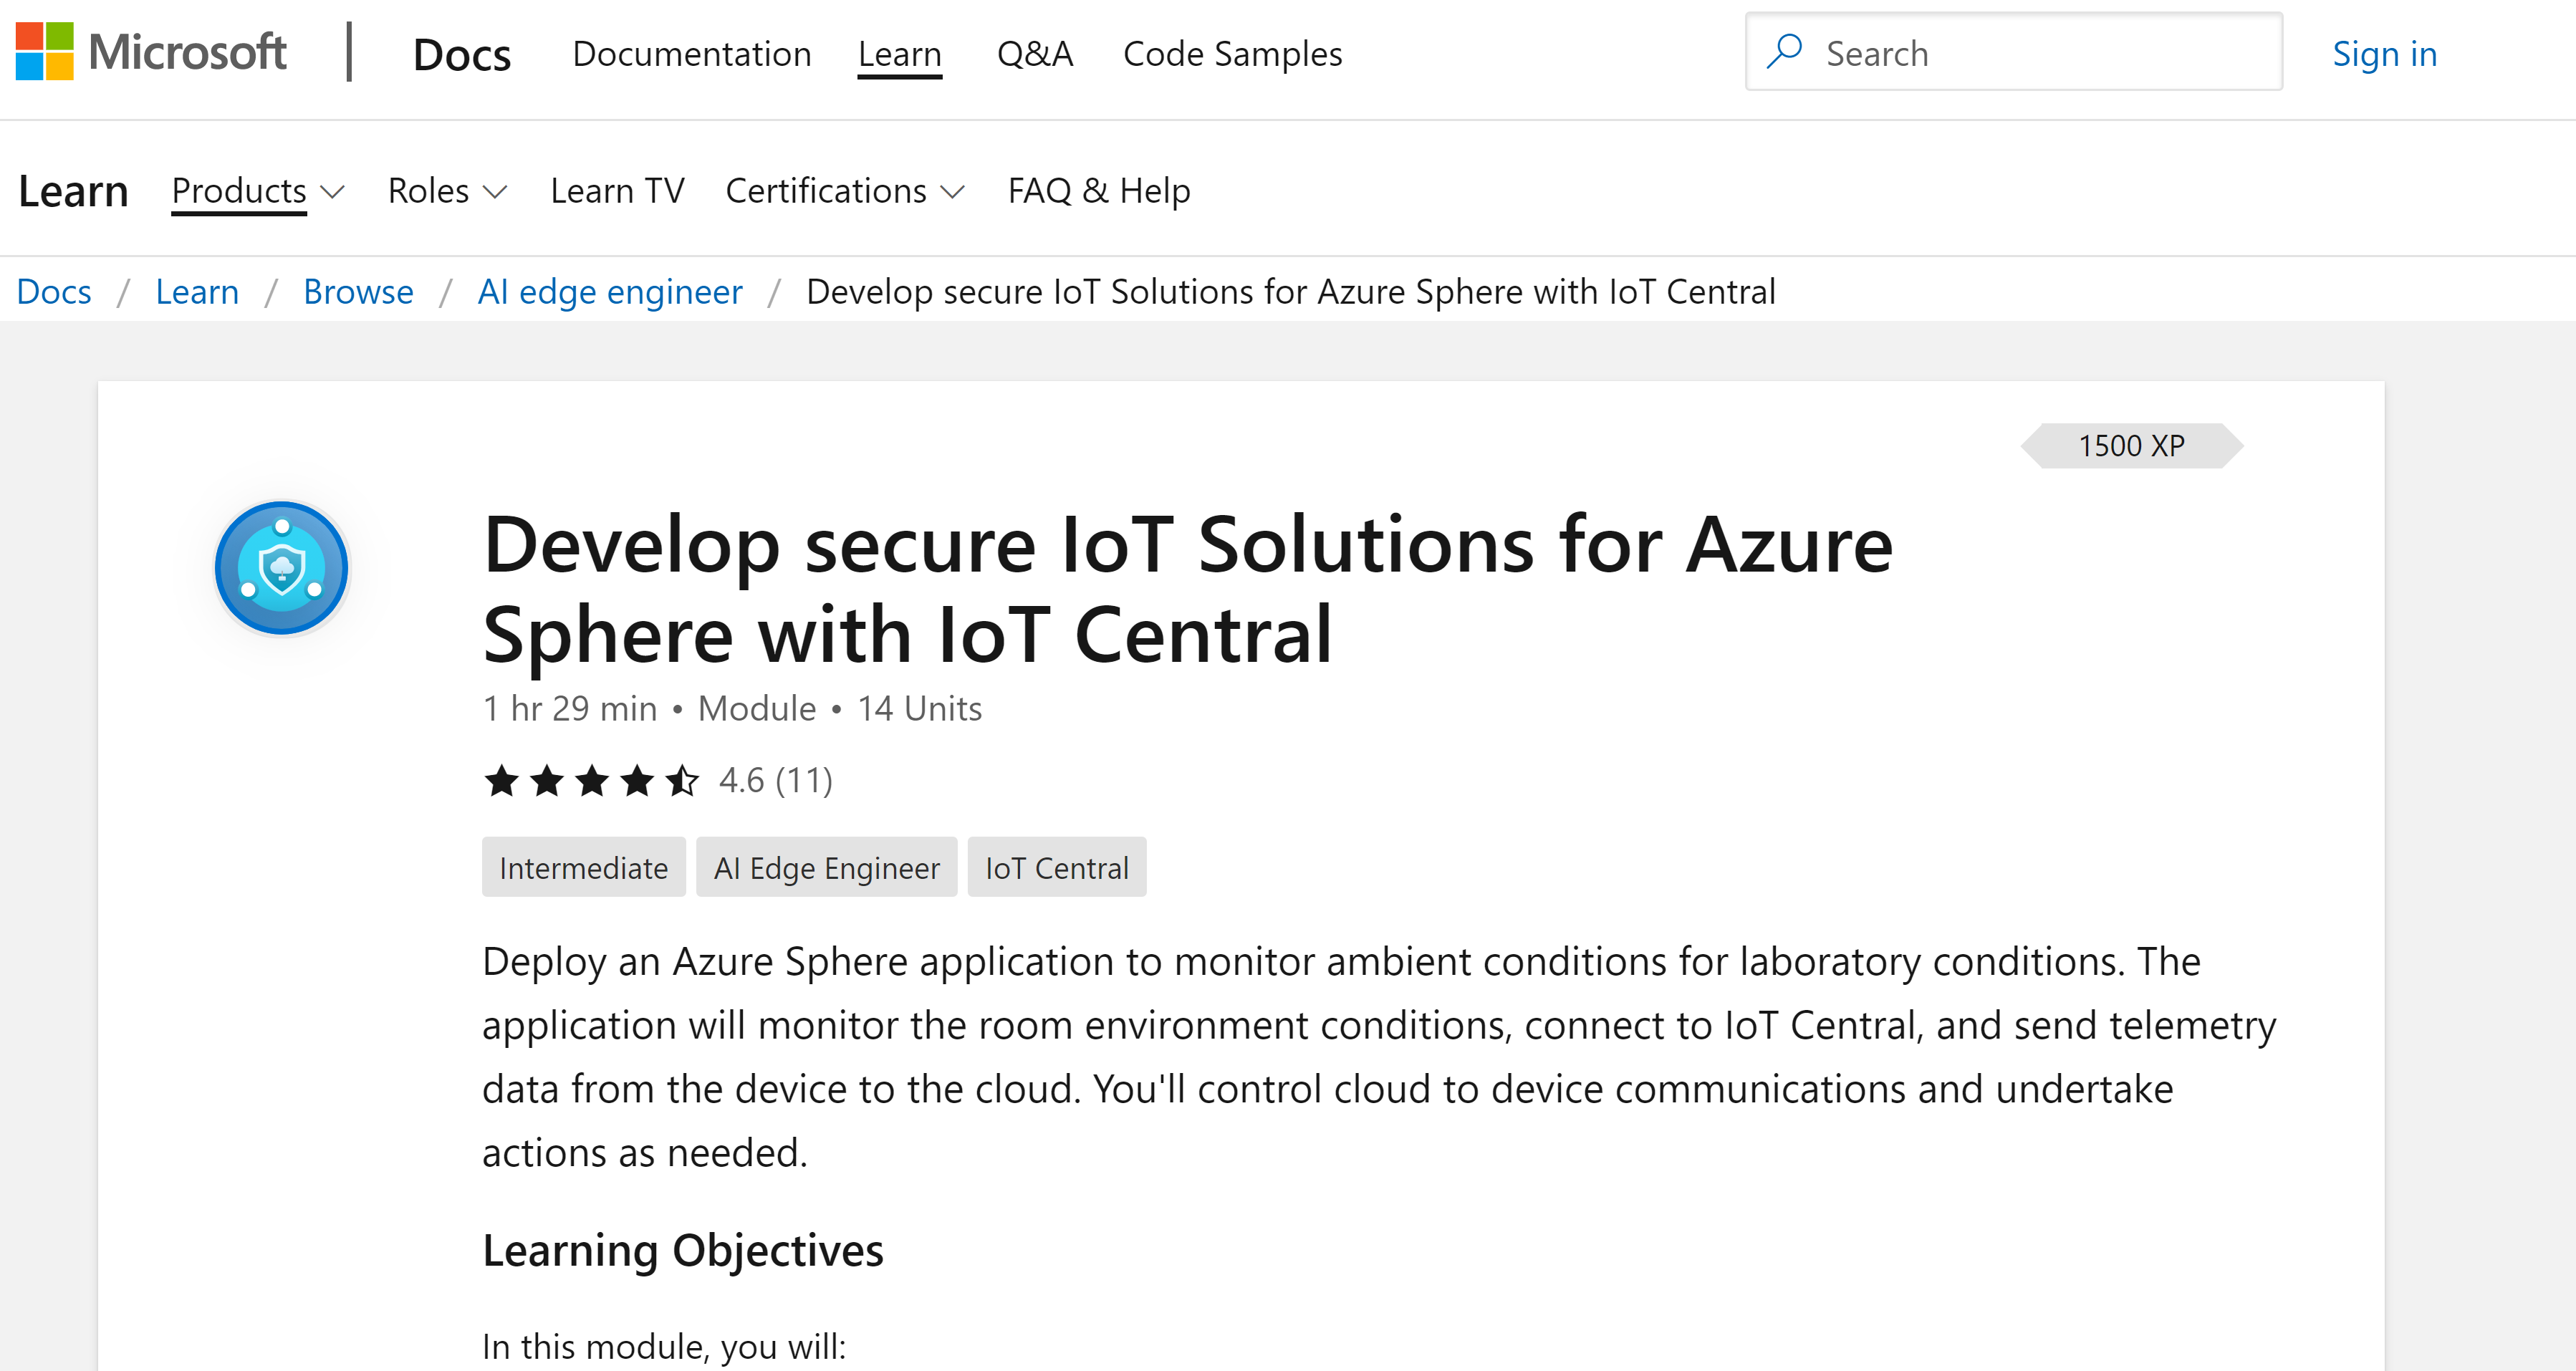 Microsoft | Docs Documentation Learn Q&A Code Samples Search Sign in
Learn Products Roles Learn TV Certifications FAQ & Help
Docs / Learn / Browse / AI edge engineer / Develop secure IoT Solutions for Azure Sphere with IoT Central
1500 XP
Develop secure IoT Solutions for Azure
Sphere with IoT Central
1 hr 29 min • Module • 14 Units
4.6 (11)
Intermediate AI Edge Engineer IoT Central
Deploy an Azure Sphere application to monitor ambient conditions for laboratory conditions. The
application will monitor the room environment conditions, connect to IoT Central, and send telemetry
data from the device to the cloud. You'll control cloud to device communications and undertake
actions as needed.
Learning Objectives
In this module, you will: